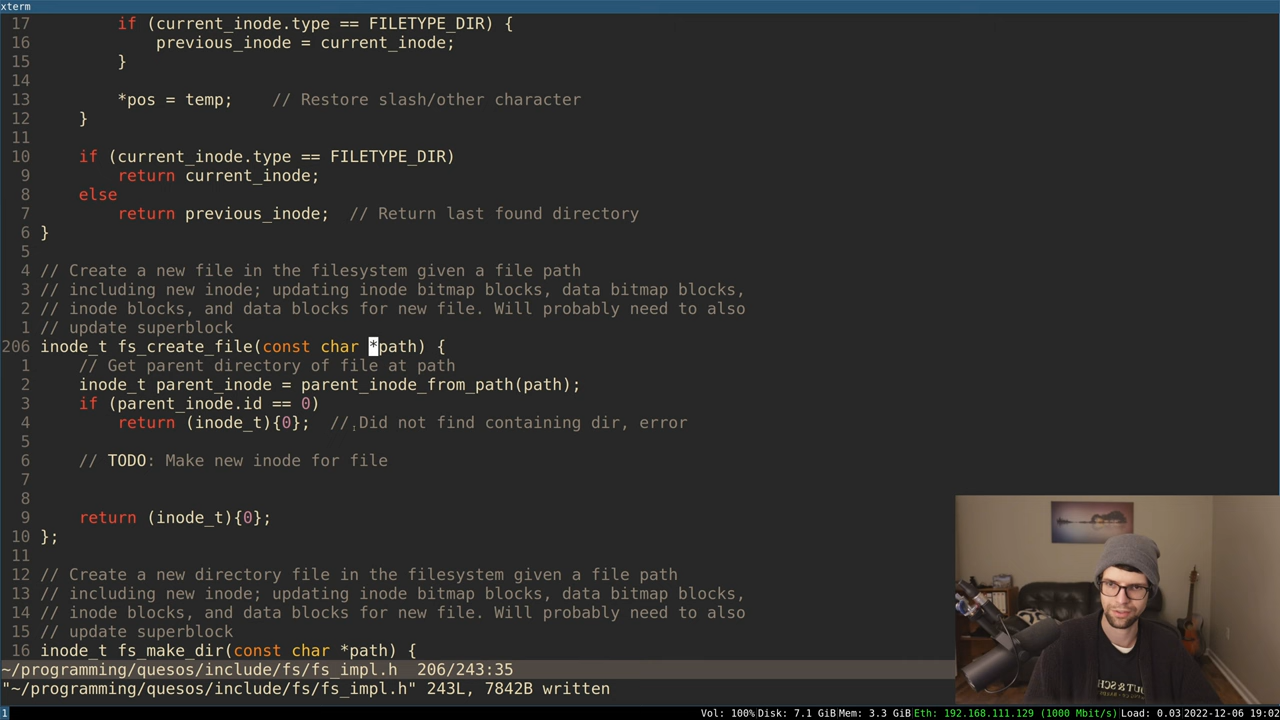 xterm
17         if (current_inode.type == FILETYPE_DIR) {
16             previous_inode = current_inode;
15         }
14
13         *pos = temp;    // Restore slash/other character
12     }
11
10     if (current_inode.type == FILETYPE_DIR)
9         return current_inode;
8     else
7         return previous_inode;  // Return last found directory
6 }
5
4 // Create a new file in the filesystem given a file path
3 // including new inode; updating inode bitmap blocks, data bitmap blocks,
2 // inode blocks, and data blocks for new file. Will probably need to also
1 // update superblock
206 inode_t fs_create_file(const char *path) {
1     // Get parent directory of file at path
2     inode_t parent_inode = parent_inode_from_path(path);
3     if (parent_inode.id == 0)
4         return (inode_t){0};  // Did not find containing dir, error
5
6     // TODO: Make new inode for file
7
8
9     return (inode_t){0};
10 };
11
12 // Create a new directory file in the filesystem given a file path
13 // including new inode; updating inode bitmap blocks, data bitmap blocks,
14 // inode blocks, and data blocks for new file. Will probably need to also
15 // update superblock
16 inode_t fs_make_dir(const char *path) {
~/programming/quesos/include/fs/fs_impl.h  206/243:35
"~/programming/quesos/include/fs/fs_impl.h" 243L, 7842B written
1 Vol: 100% Disk: 7.1 GiB Mem: 3.3 GiB Eth: 192.168.111.129 (1000 Mbit/s) Load: 0.03 2022-12-06 19:02